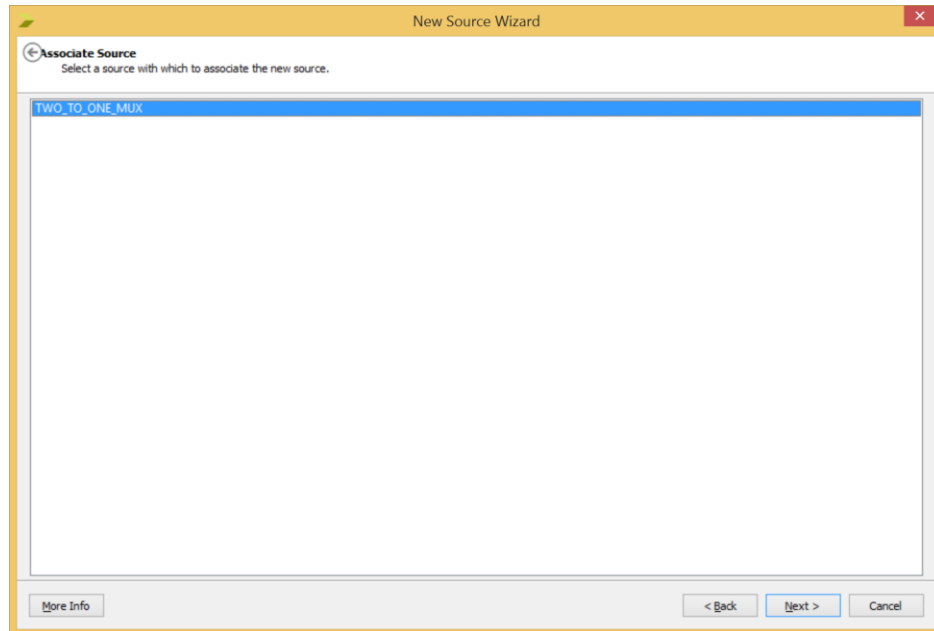 New Source Wizard
Associate Source
Select a source with which to associate the new source.
TWO_TO_ONE_MUX
More Info
< Back
Next >
Cancel